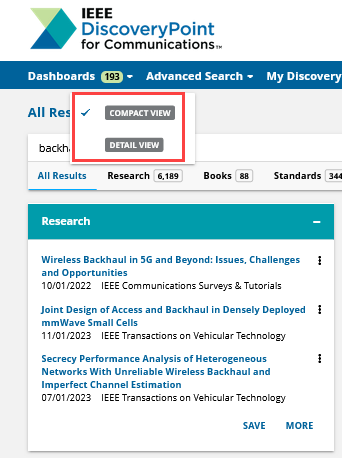 IEEE
DiscoveryPoint
for Communications™
Dashboards 193 Advanced Search My Discovery
All Res
COMPACT VIEW
DETAIL VIEW
backh
All Results Research 6,189 Books 88 Standards 344
Research
Wireless Backhaul in 5G and Beyond: Issues, Challenges
and Opportunities
10/01/2022 IEEE Communications Surveys & Tutorials
Joint Design of Access and Backhaul in Densely Deployed
mmWave Small Cells
11/01/2023 IEEE Transactions on Vehicular Technology
Secrecy Performance Analysis of Heterogeneous
Networks With Unreliable Wireless Backhaul and
Imperfect Channel Estimation
07/01/2023 IEEE Transactions on Vehicular Technology
SAVE MORE